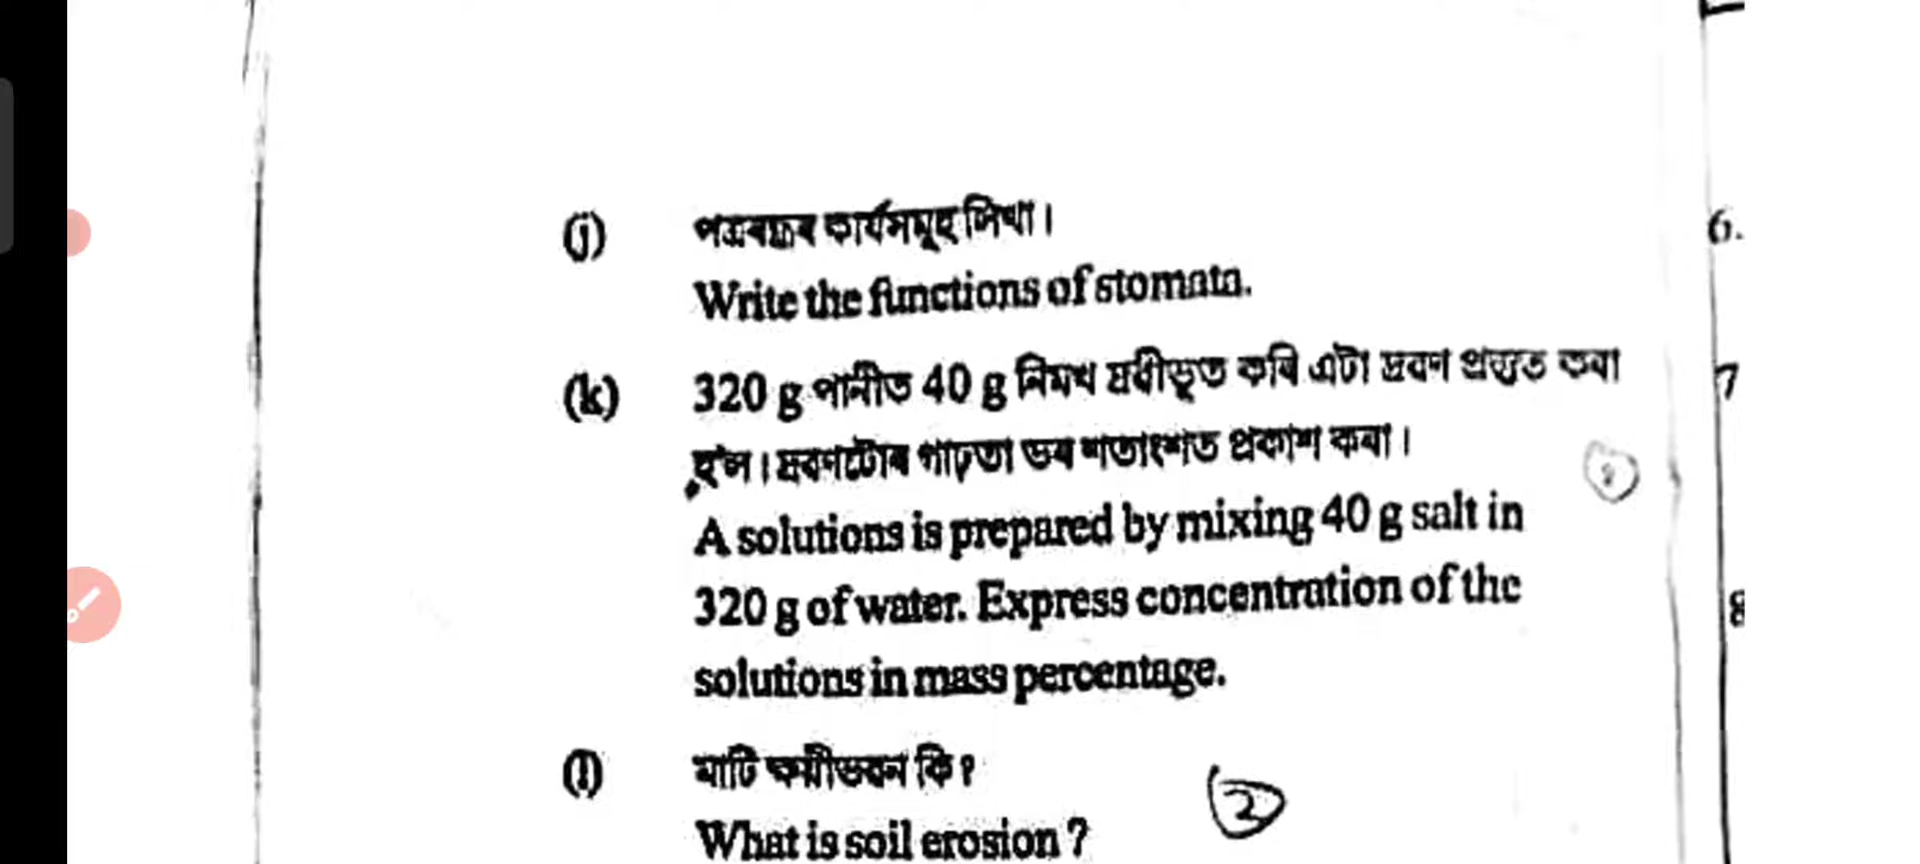 (j) পত্ৰৰন্ধ্ৰৰ কাৰ্যসমূহ লিখা।
Write the functions of stomata.
6.
(k) 320 g পানীত 40 g নিমখ দ্ৰবীভূত কৰি এটা দ্ৰবণ প্ৰস্তুত কৰা
7
হ'ল। দ্ৰবণটোৰ গাঢ়তা ভৰ শতাংশত প্ৰকাশ কৰা।
A solutions is prepared by mixing 40 g salt in
320 g of water. Express concentration of the
8
solutions in mass percentage.
(l) মাটি ক্ষয়ীভৱন কি?
2
What is soil erosion ?